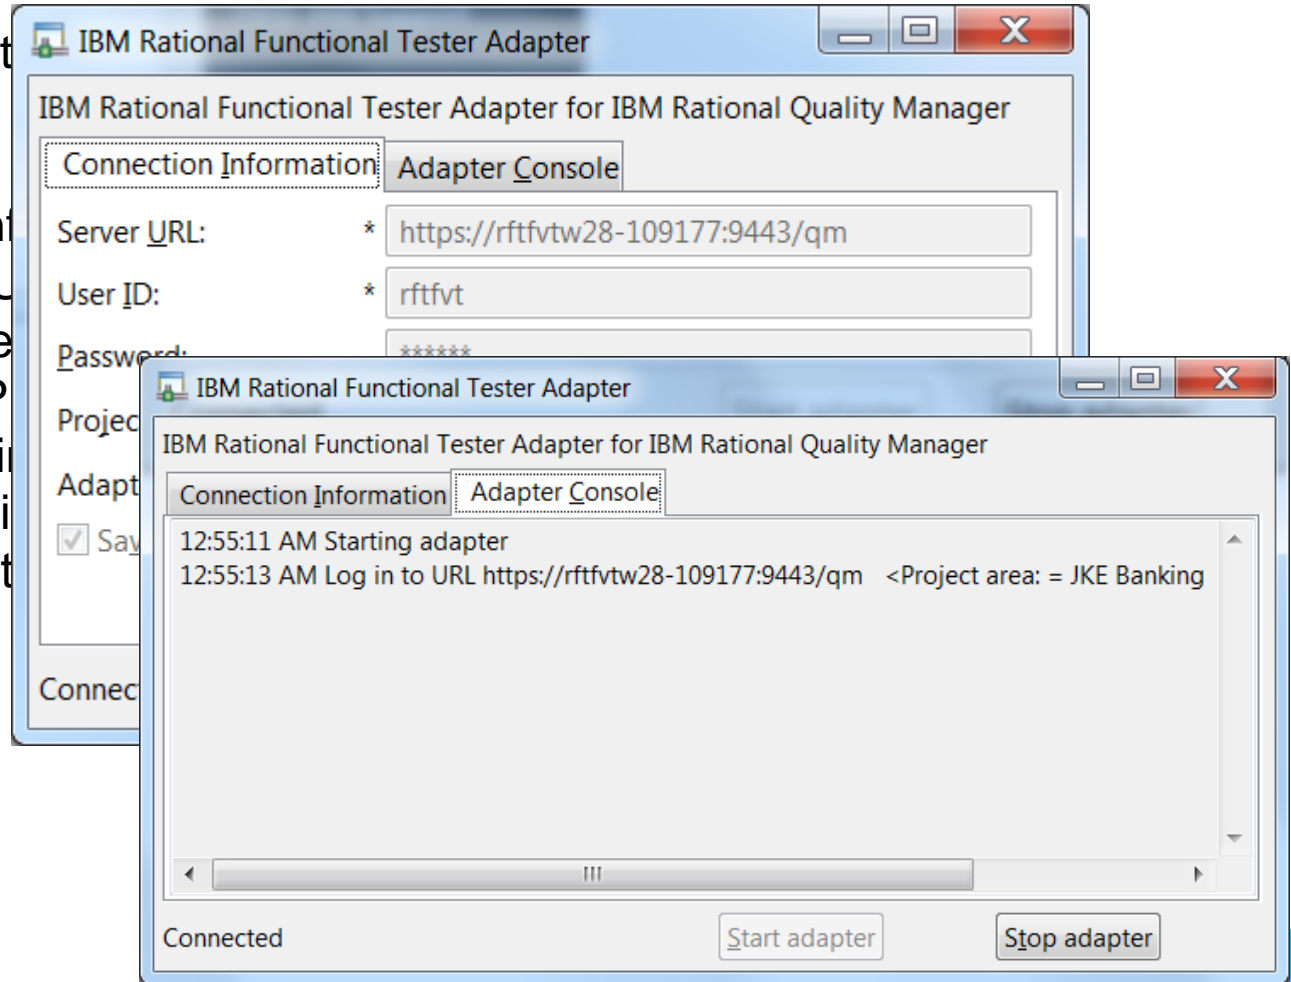 IBM Rational Functional Tester Adapter
IBM Rational Functional Tester Adapter for IBM Rational Quality Manager
Connection Information
Adapter Console
Server URL: * https://rftfvtw28-109177:9443/qm
User ID: * rftfvt
Password: ******
IBM Rational Functional Tester Adapter
IBM Rational Functional Tester Adapter for IBM Rational Quality Manager
Connection Information
Adapter Console
12:55:11 AM Starting adapter
12:55:13 AM Log in to URL https://rftfvtw28-109177:9443/qm <Project area: = JKE Banking
Connected
Start adapter
Stop adapter